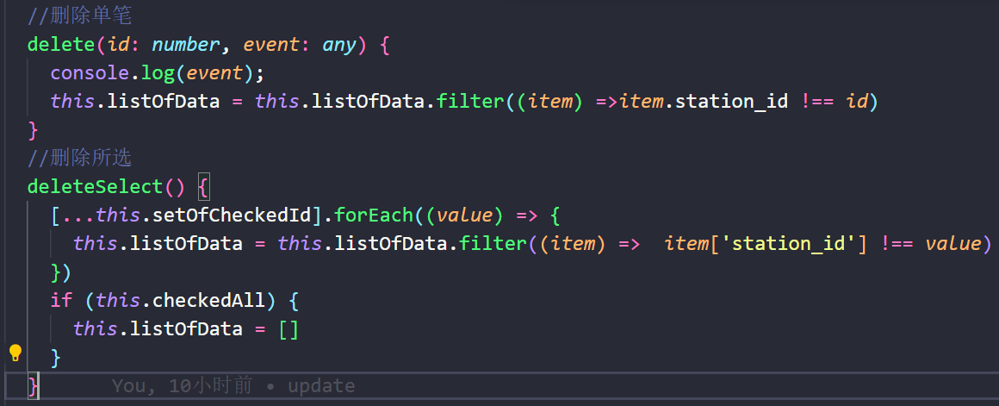 //删除单笔
delete(id: number, event: any) {
console.log(event);
this.listOfData = this.listOfData.filter((item) =>item.station_id !== id)
}
//删除所选
deleteSelect() {
[...this.setOfCheckedId].forEach((value) => {
this.listOfData = this.listOfData.filter((item) =>  item['station_id'] !== value)
})
if (this.checkedAll) {
this.listOfData = []
}
} You, 10小时前 • update